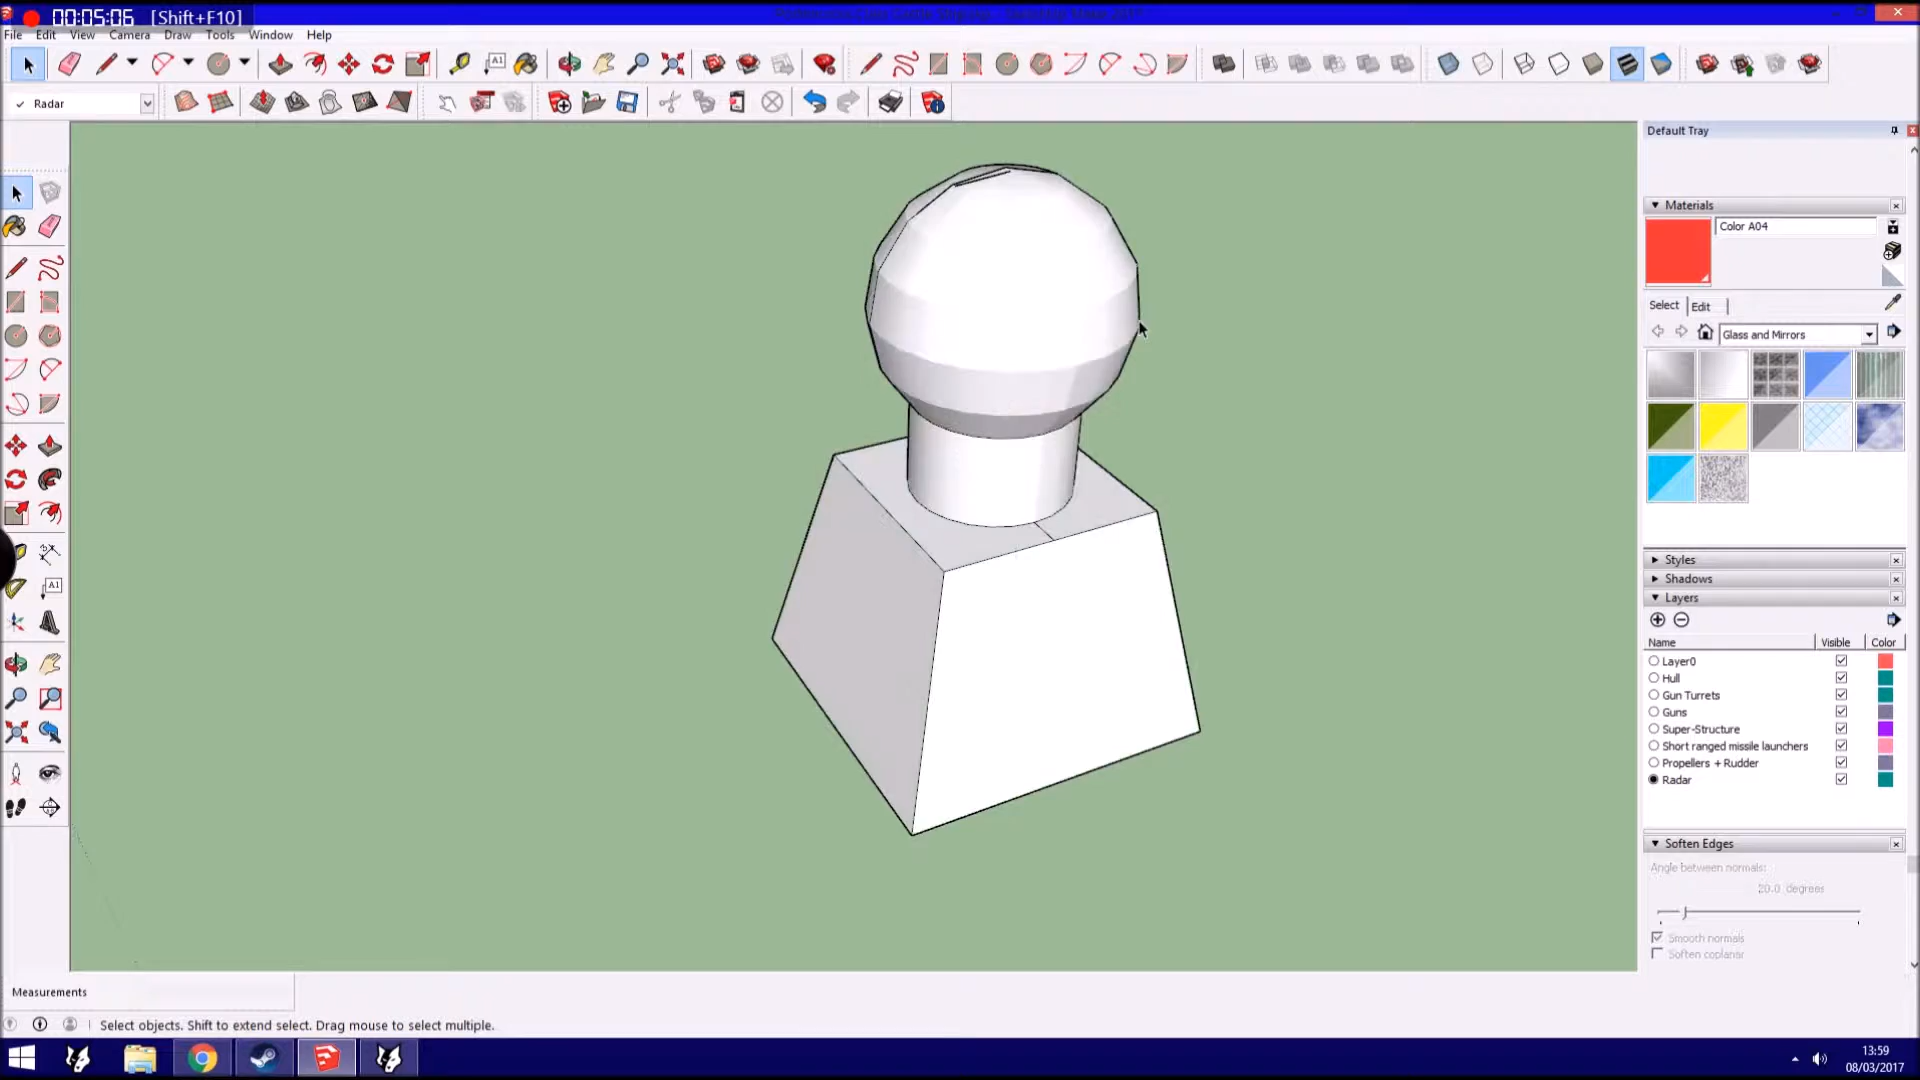 00:05:06 [Shift+F10]
File Edit View Camera Draw Tools Window Help
A1
Radar
Default Tray
Materials
Color A04
Select Edit
Glass and Mirrors
A1
Styles
Shadows
Layers
Name Visible Color
Layer0
Hull
Gun Turrets
Guns
Super-Structure
Short ranged missile launchers
Propellers + Rudder
Radar
Soften Edges
Angle between normals:
20.0 degrees
Smooth normals
Soften coplanar
Measurements
Select objects. Shift to extend select. Drag mouse to select multiple.
13:59
08/03/2017